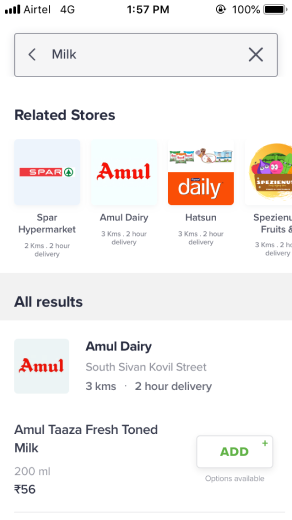 Airtel 4G 1:57 PM 100%
Milk
Related Stores
SPAR
Amul
daily
SPEZIENUT
Spar
Hypermarket
2 Kms . 2 hour
delivery
Amul Dairy
3 Kms . 2 hour
delivery
Hatsun
3 Kms . 2 hour
delivery
Spezienu
Fruits &
3 Kms . 2 h
delivery
All results
Amul
Amul Dairy
South Sivan Kovil Street
3 kms · 2 hour delivery
Amul Taaza Fresh Toned
Milk
200 ml
₹56
ADD +
Options available